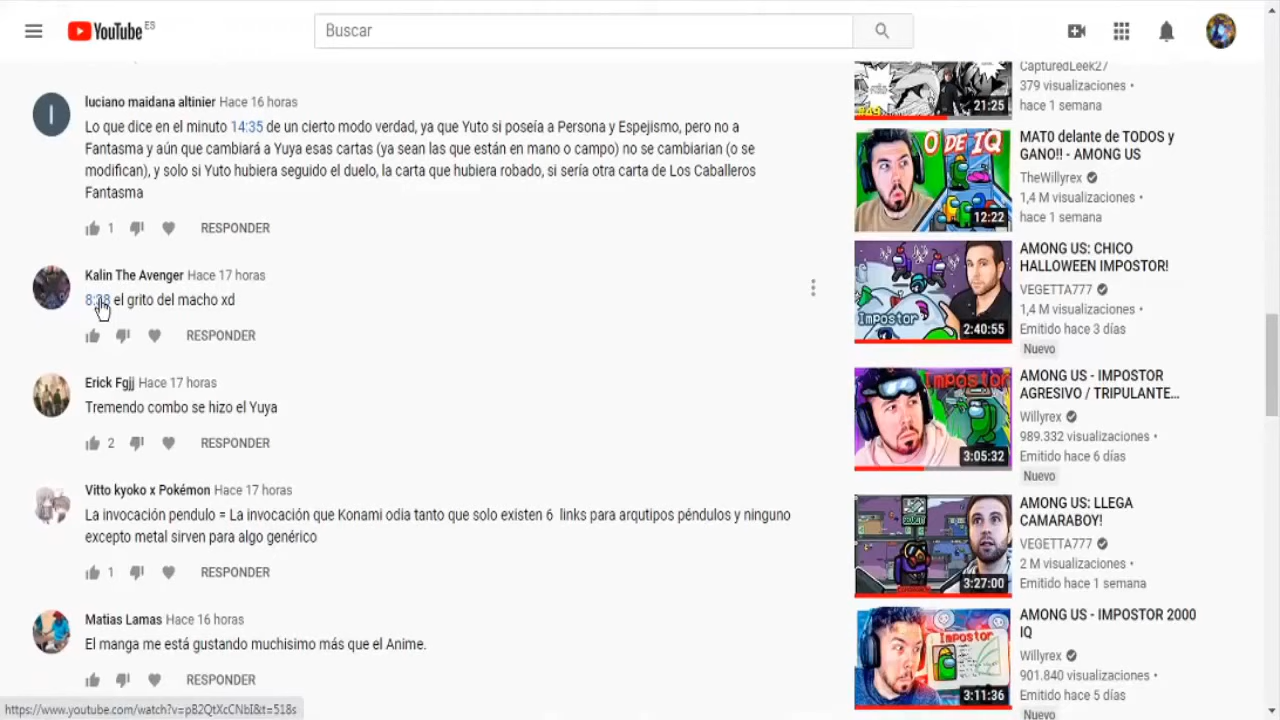 YouTube ES
Buscar
luciano maidana altinier Hace 16 horas
Lo que dice en el minuto 14:35 de un cierto modo verdad, ya que Yuto si poseía a Persona y Espejismo, pero no a
Fantasma y aún que cambio a Yuya esas cartas (ya sean las que están en mano o campo) no se cambiarian (o se
modifican), y solo si Yuto hubiera seguido el duelo, la carta que hubiera robado, si sería otra carta de Los Caballeros
Fantasma
1 RESPONDER
Kalin The Avenger Hace 17 horas
8:38 el grito del macho xd
RESPONDER
Erick Fgjj Hace 17 horas
Tremendo combo se hizo el Yuya
2 RESPONDER
Vitto kyoko x Pokémon Hace 17 horas
La invocación pendulo = La invocación que Konami odia tanto que solo existen 6 links para arqutipos péndulos y ninguno
excepto metal sirven para algo genérico
1 RESPONDER
Matias Lamas Hace 16 horas
El manga me está gustando muchisimo más que el Anime.
RESPONDER
https://www.youtube.com/watch?v=p82QtXcCNbI&t=518s
#49
21:25
CapturedLeek27
379 visualizaciones •
hace 1 semana
0 DE IQ
12:22
MAT0 delante de TODOS y
GANO!! - AMONG US
TheWillyrex
1,4 M visualizaciones •
hace 1 semana
Impostor
2:40:55
AMONG US: CHICO
HALLOWEEN IMPOSTOR!
VEGETTA777
1,4 M visualizaciones •
Emitido hace 3 días
Nuevo
Impostor
3:05:32
AMONG US - IMPOSTOR
AGRESIVO / TRIPULANTE...
Willyrex
989.332 visualizaciones •
Emitido hace 6 días
Nuevo
3:27:00
AMONG US: LLEGA
CAMARABOY!
VEGETTA777
2 M visualizaciones •
Emitido hace 1 semana
Impostor
3:11:36
AMONG US - IMPOSTOR 2000
IQ
Willyrex
901.840 visualizaciones •
Emitido hace 5 días
Nuevo